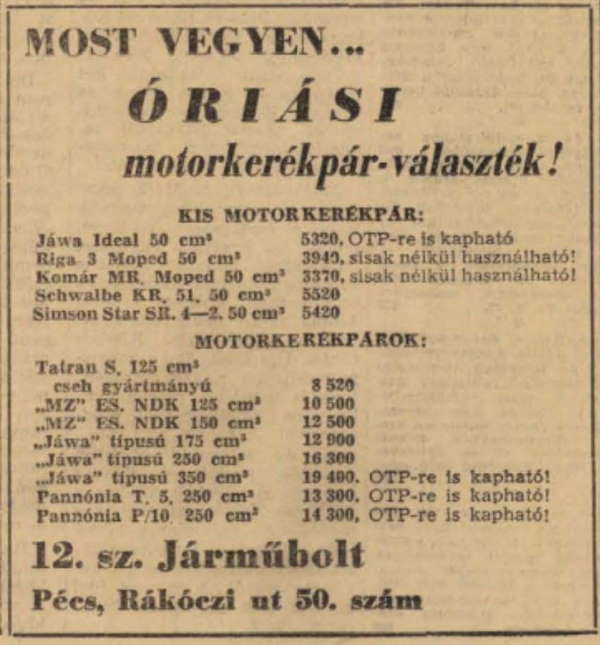 MOST VEGYEN...
ÓRIÁSI
motorkerékpár-választék!
KIS MOTORKERÉKPÁR:
Jáwa Ideal 50 cm³ 5320, OTP-re is kapható
Riga 3 Moped 50 cm³ 3940, sisak nélkül használható!
Komár MR. Moped 50 cm³ 3370, sisak nélkül használható!
Schwalbe KR. 51, 50 cm³ 5520
Simson Star SR. 4—2, 50 cm³ 5420
MOTORKERÉKPÁROK:
Tatran S, 125 cm³
cseh gyártmányú 8 520
„MZ" ES. NDK 125 cm³ 10 500
„MZ" ES. NDK 150 cm³ 12 500
„Jáwa" típusú 175 cm³ 12 900
„Jáwa" típusú 250 cm³ 16 300
„Jáwa" típusú 350 cm³ 19 400. OTP-re is kapható!
Pannónia T. 5, 250 cm³ 13 300, OTP-re is kapható!
Pannónia P/10, 250 cm³ 14 300, OTP-re is kapható!
12. sz. Járműbolt
Pécs, Rákóczi ut 50. szám